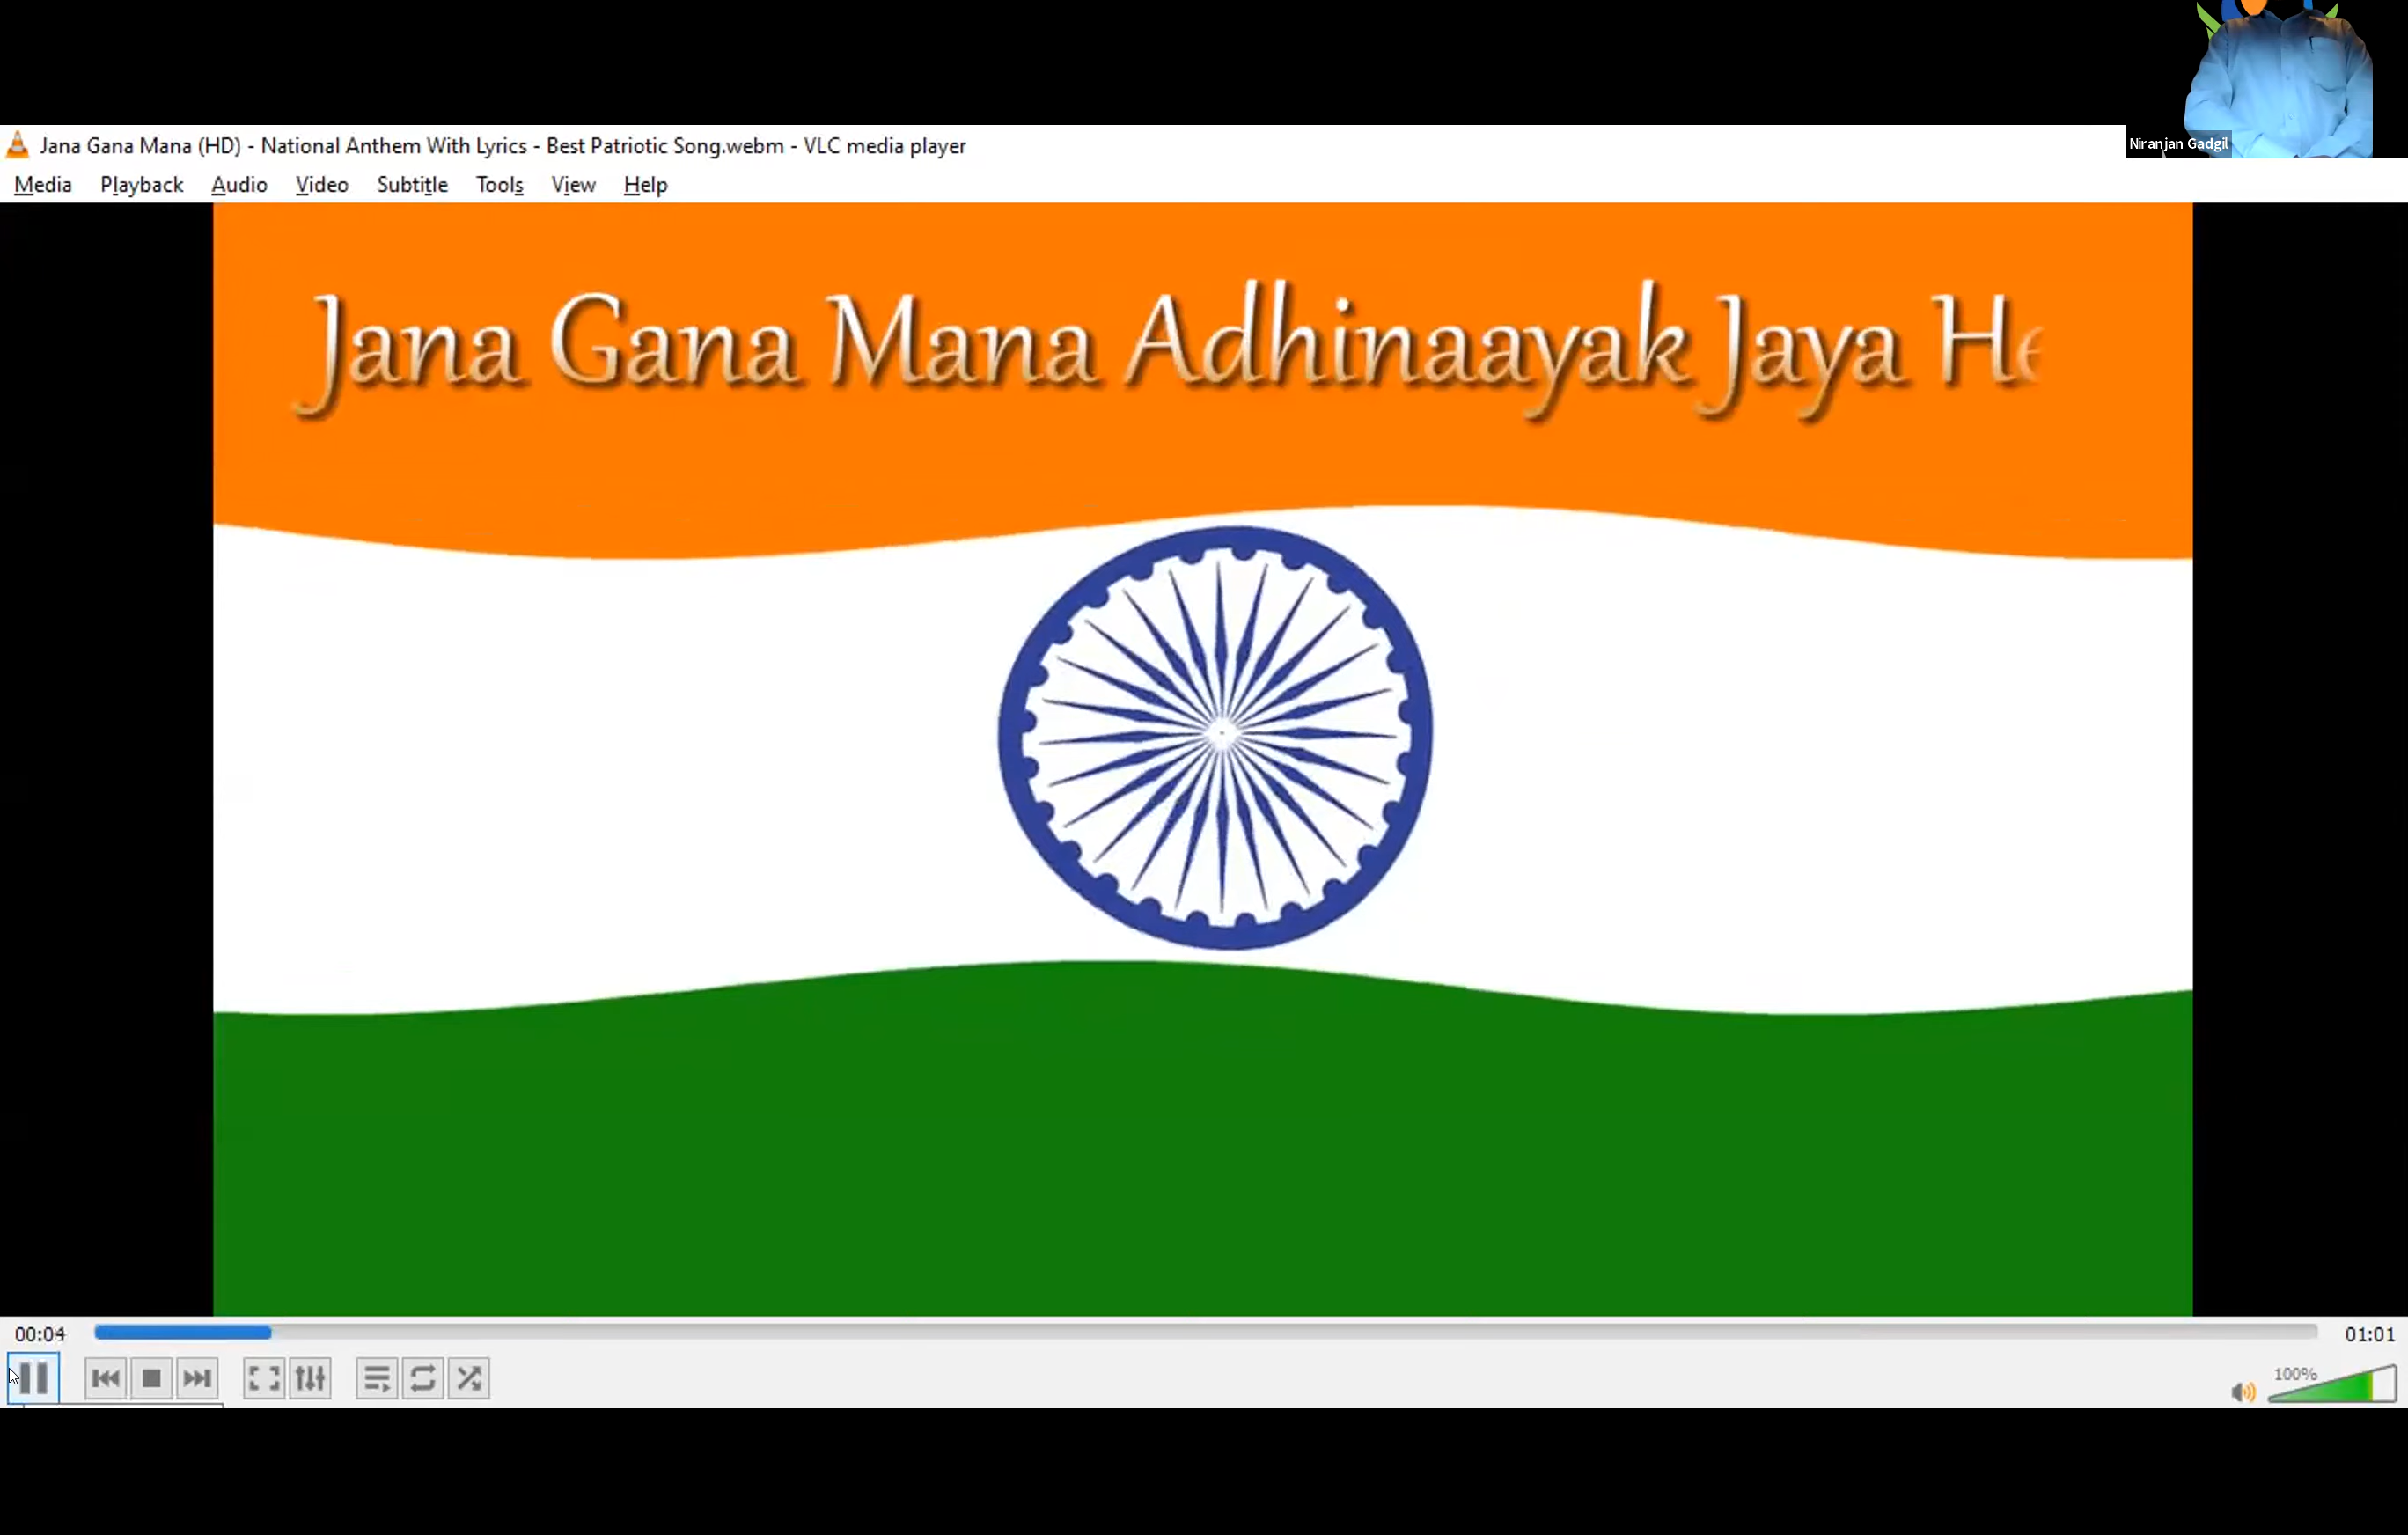 Niranjan Gadgil
Jana Gana Mana (HD) - National Anthem With Lyrics - Best Patriotic Song.webm - VLC media player
Media Playback Audio Video Subtitle Tools View Help
Jana Gana Mana Adhinaayak Jaya He
00:04 01:01
100%